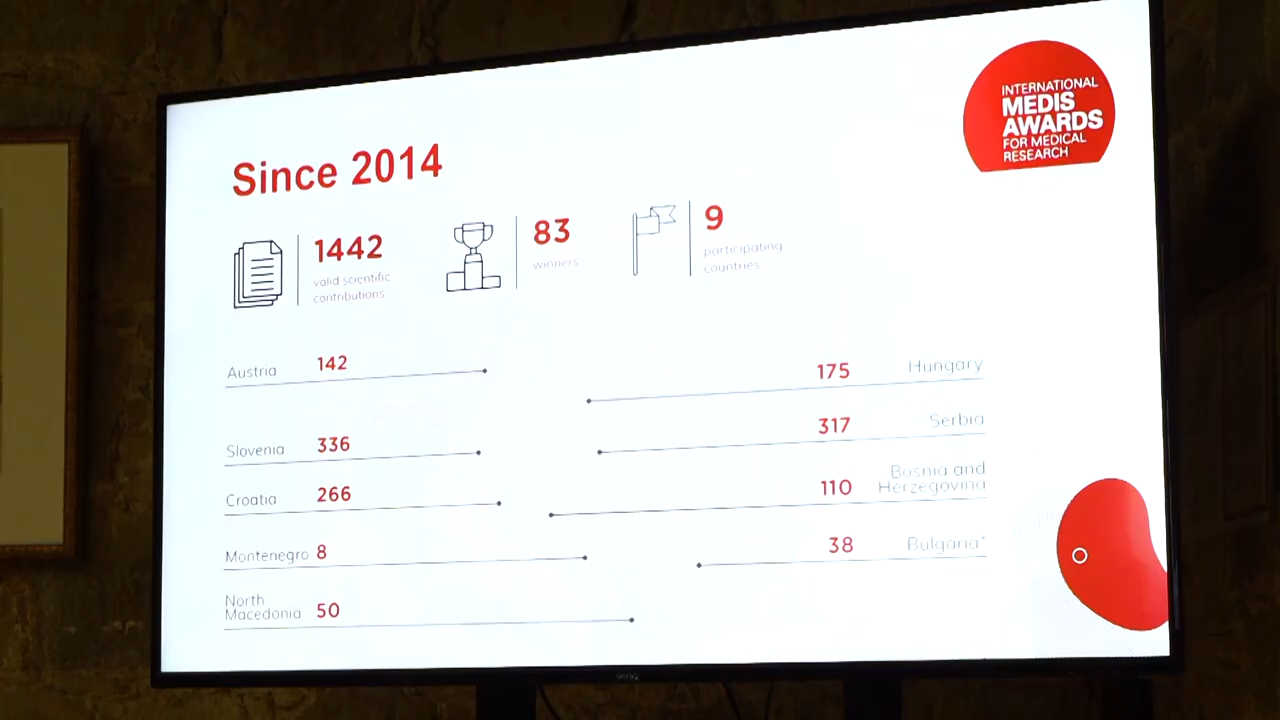 INTERNATIONAL
MEDIS
AWARDS
FOR MEDICAL
RESEARCH
Since 2014
1442
valid scientific
contributions
83
winners
9
participating
countries
Austria 142
175 Hungary
Slovenia 336
317 Serbia
Croatia 266
110 Bosnia and
Herzegovina
Montenegro 8
38 Bulgaria*
North
Macedonia 50
BenQ